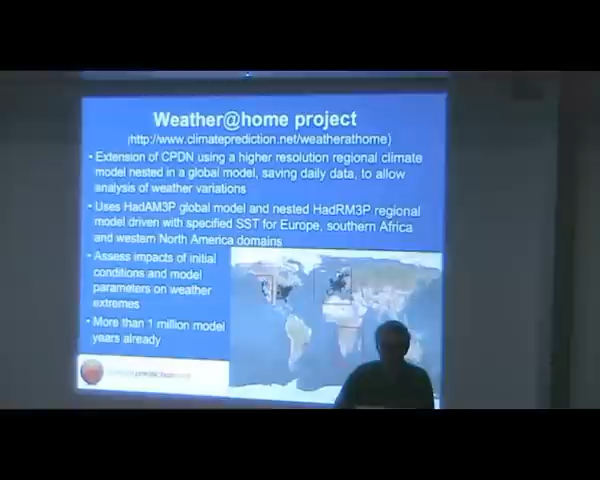 Weather@home project
(http://www.climateprediction.net/weatherathome)
• Extension of CPDN using a higher resolution regional climate
model nested in a global model, saving daily data, to allow
analysis of weather variations
• Uses HadAM3P global model and nested HadRM3P regional
model driven with specified SST for Europe, southern Africa
and western North America domains
• Assess impacts of initial
conditions and model
parameters on weather
extremes
• More than 1 million model
years already